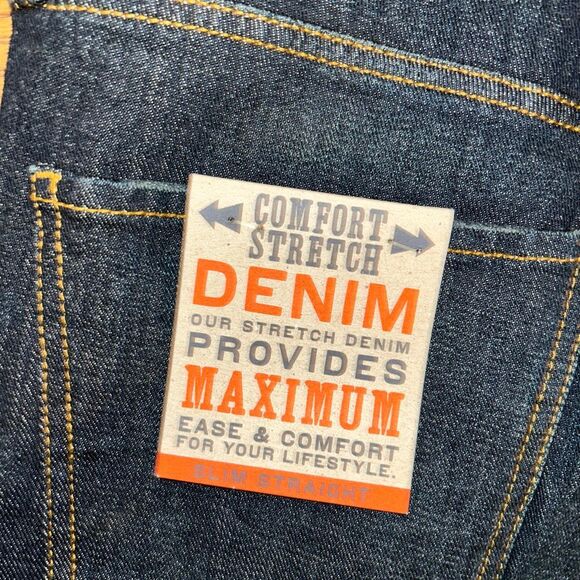 COMFORT
STRETCH
DENIM
OUR STRETCH DENIM
PROVIDES
MAXIMUM
EASE & COMFORT
FOR YOUR LIFESTYLE.
SLIM STRAIGHT